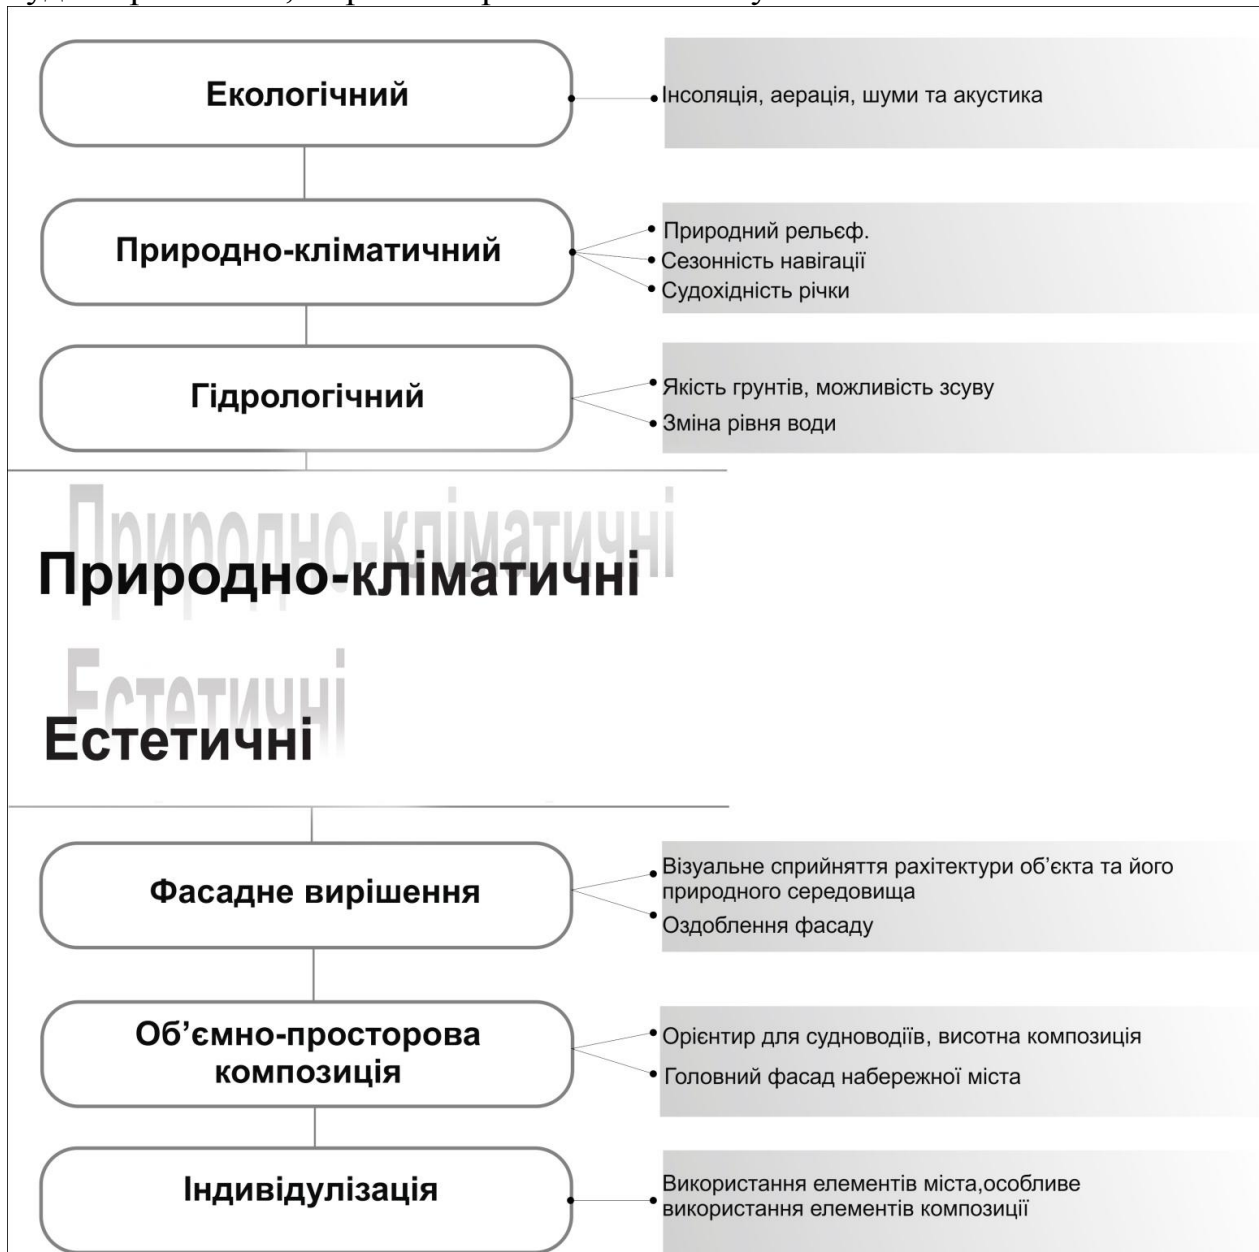 Екологічний
Інсоляція, аерація, шуми та акустика
Природно-кліматичний
Природний рельєф.
Сезонність навігації
Судохідність річки
Гідрологічний
Якість грунтів, можливість зсуву
Зміна рівня води
Природно-кліматичні
Природно-кліматичні
Естетичні
Естетичні
Фасадне вирішення
Візуальне сприйняття рахітектури об’єкта та його
природного середовища
Оздоблення фасаду
Об’ємно-просторова
композиція
Орієнтир для судноводіїв, висотна композиція
Головний фасад набережної міста
Індивідулізація
Використання елементів міста,особливе
використання елементів композиції